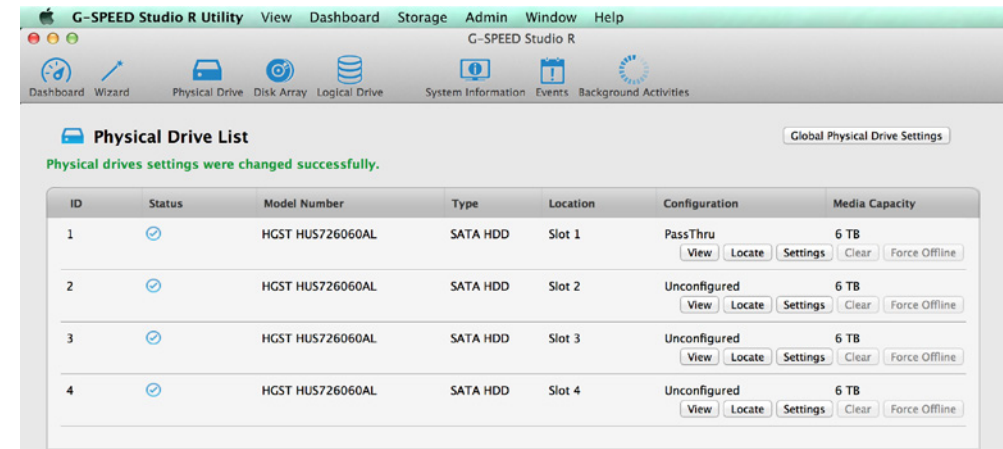 G-SPEED Studio R Utility View Dashboard Storage Admin Window Help
G-SPEED Studio R
Dashboard Wizard Physical Drive Disk Array Logical Drive System Information Events Background Activities
Physical Drive List
Global Physical Drive Settings
Physical drives settings were changed successfully.
ID Status Model Number Type Location Configuration Media Capacity
1 HGST HUS726060AL SATA HDD Slot 1 PassThru 6 TB
View Locate Settings Clear Force Offline
2 HGST HUS726060AL SATA HDD Slot 2 Unconfigured 6 TB
View Locate Settings Clear Force Offline
3 HGST HUS726060AL SATA HDD Slot 3 Unconfigured 6 TB
View Locate Settings Clear Force Offline
4 HGST HUS726060AL SATA HDD Slot 4 Unconfigured 6 TB
View Locate Settings Clear Force Offline